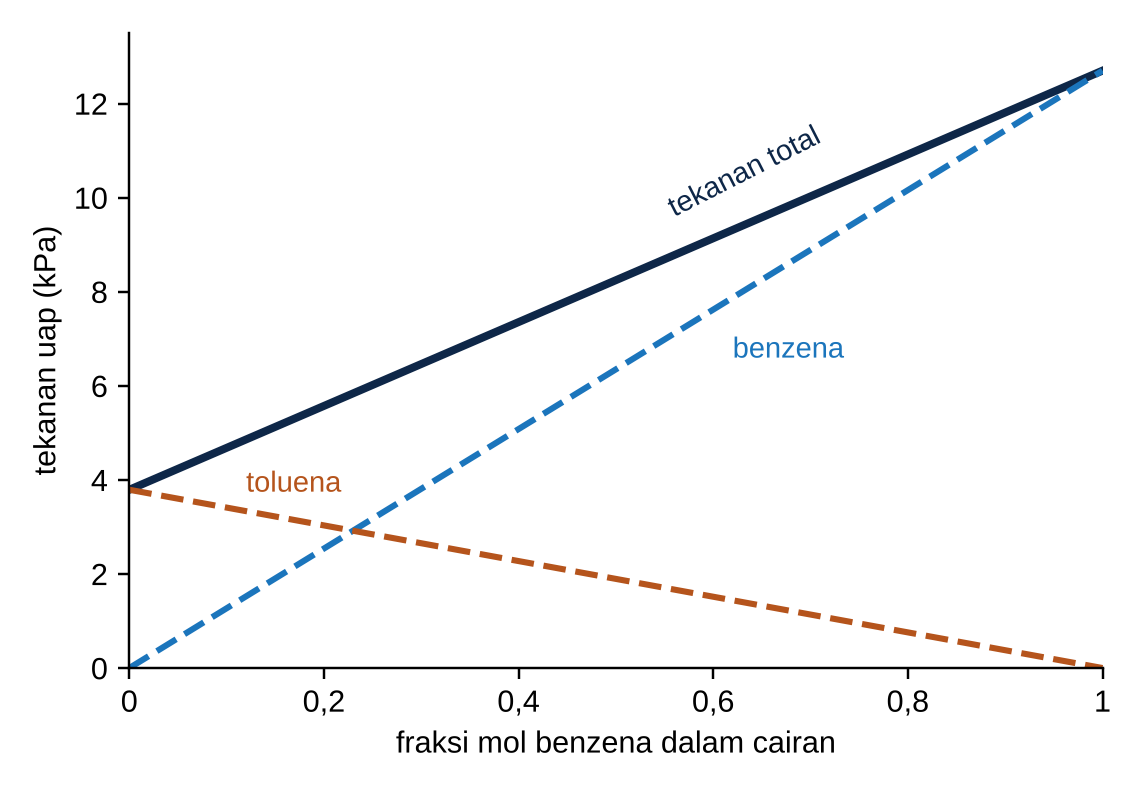 12
10
8
6
4
2
0
tekanan uap (kPa)
tekanan total
benzena
toluena
0
0,2
0,4
0,6
0,8
1
fraksi mol benzena dalam cairan